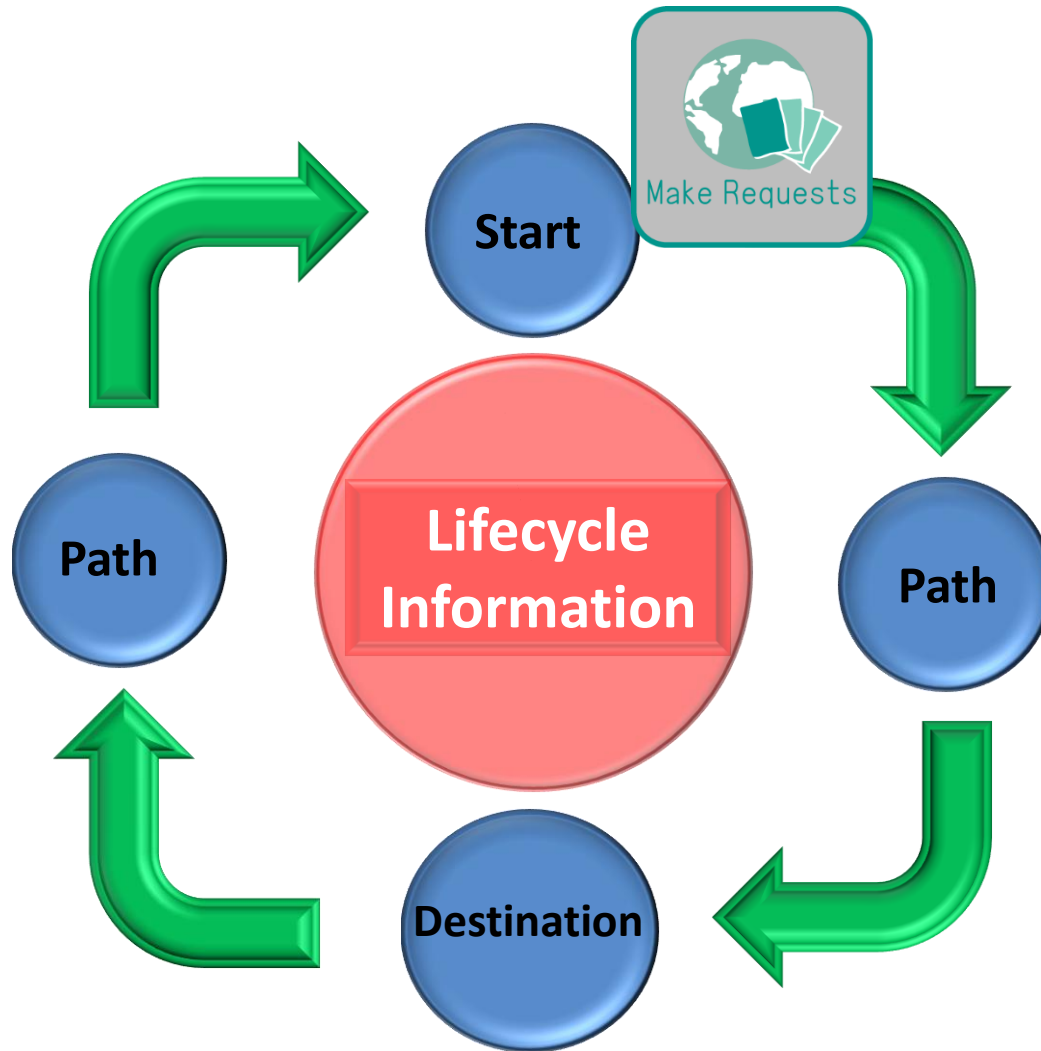 Make Requests
Start
Path
Lifecycle
Information
Path
Destination